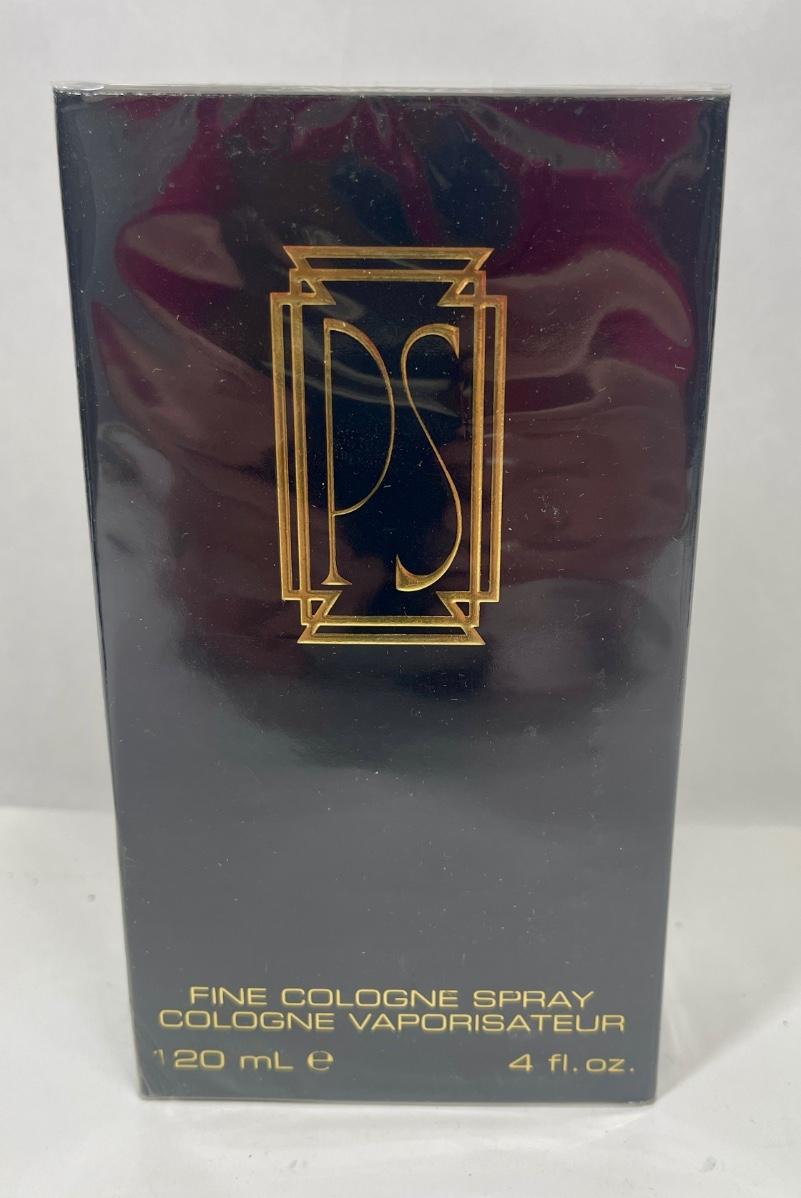 PS
FINE COLOGNE SPRAY
COLOGNE VAPORISATEUR
120 mL ℮ 4 fl. oz.